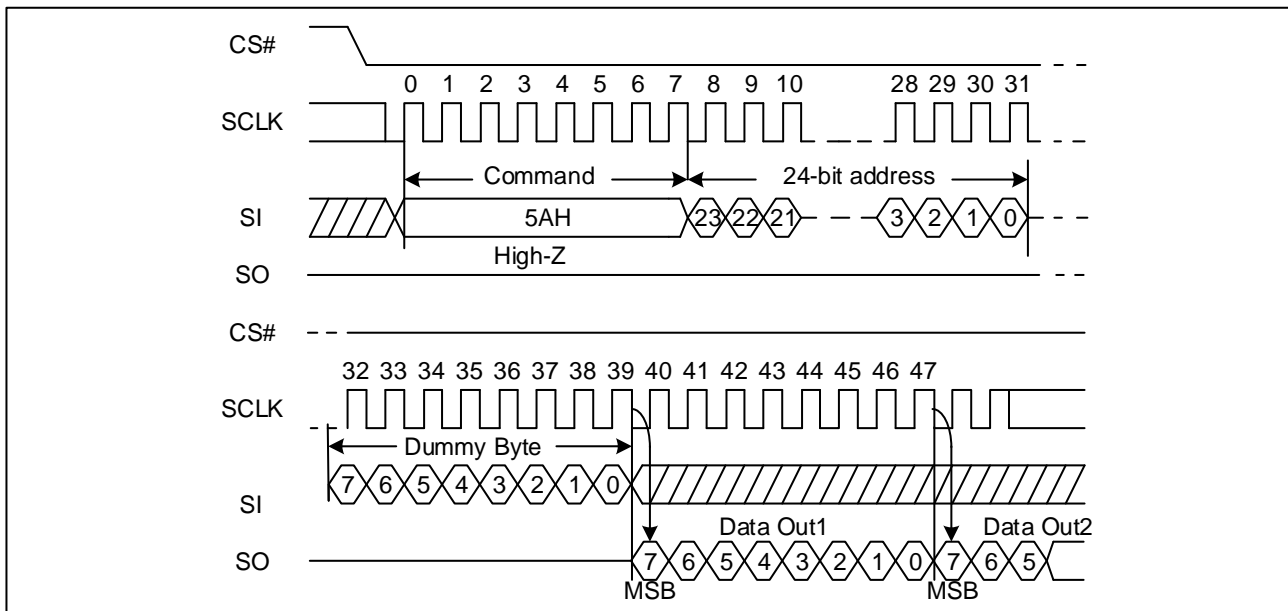 CS#
0 1 2 3 4 5 6 7 8 9 10 28 29 30 31
SCLK
Command 24-bit address
SI 5AH 23 22 21 3 2 1 0
High-Z
SO
CS#
32 33 34 35 36 37 38 39 40 41 42 43 44 45 46 47
SCLK
Dummy Byte
7 6 5 4 3 2 1 0
SI
Data Out1 Data Out2
SO 7 6 5 4 3 2 1 0 7 6 5
MSB MSB